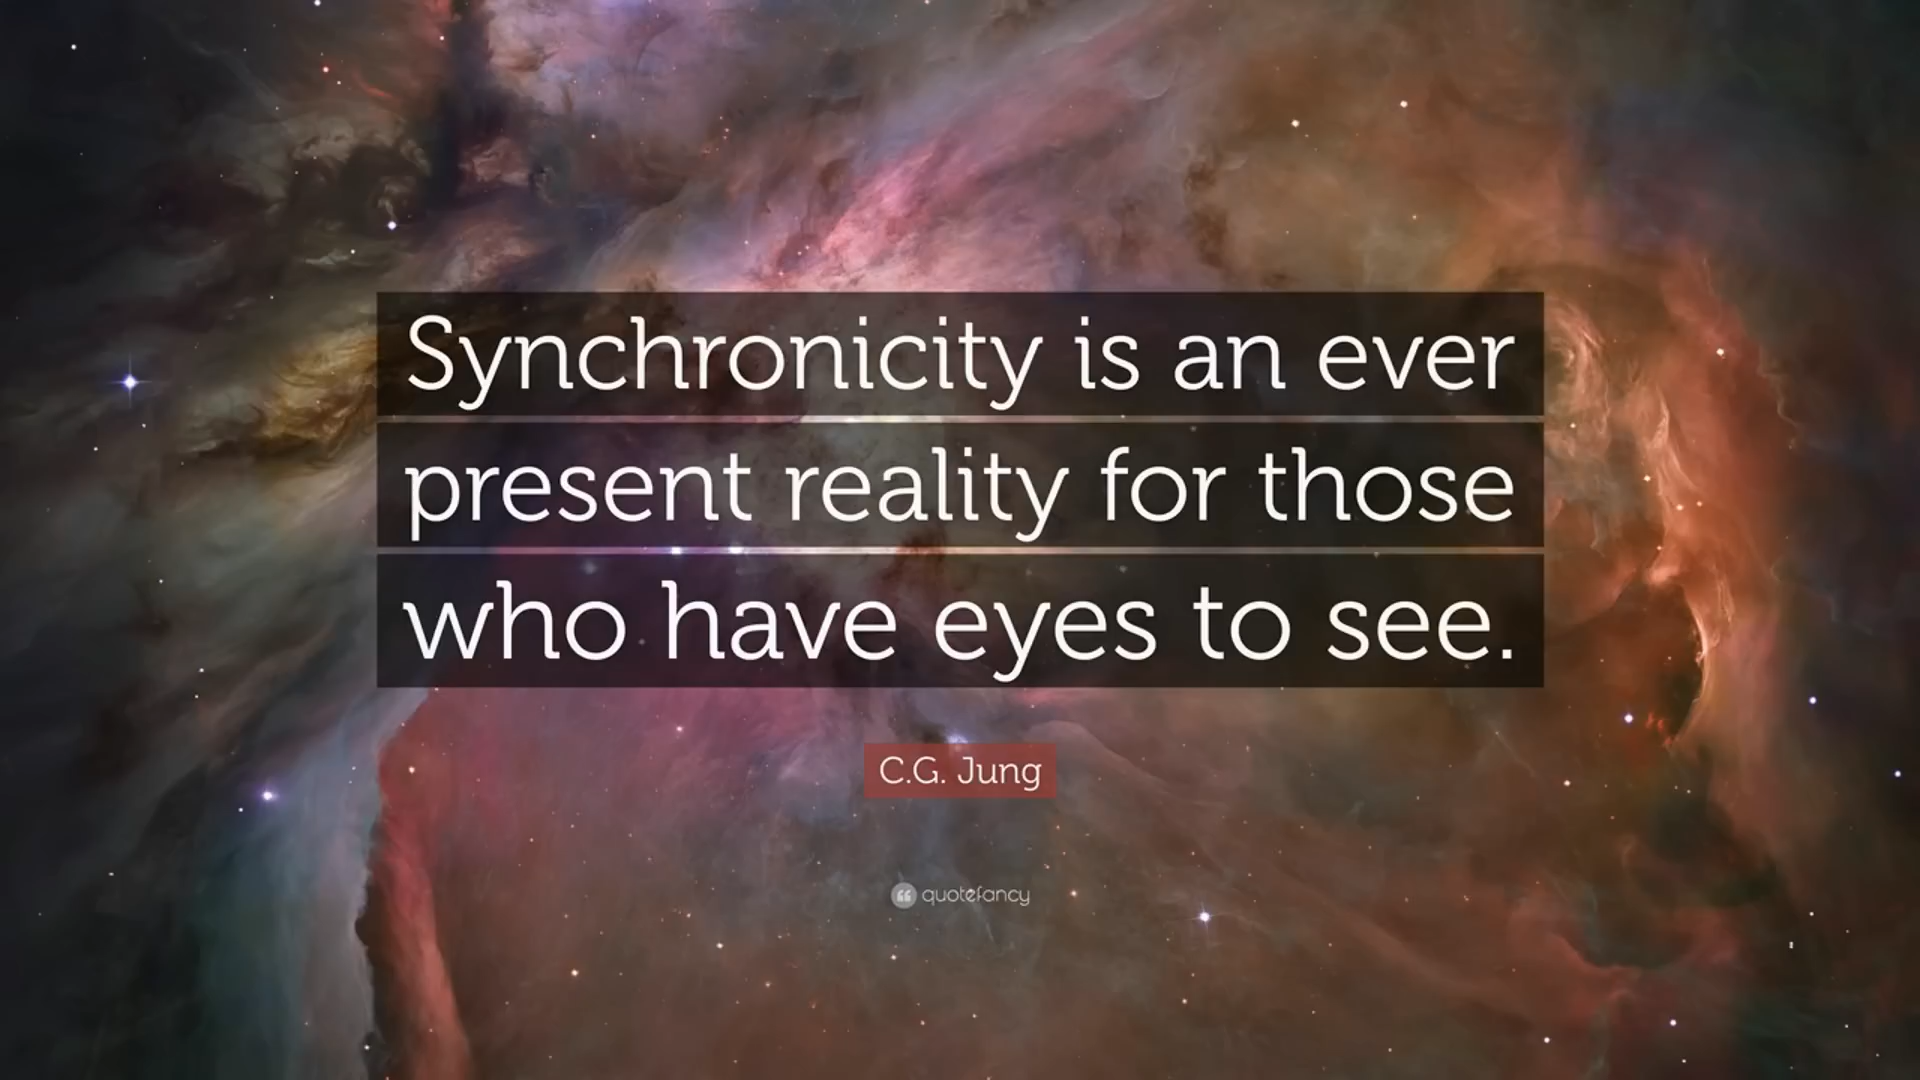 Synchronicity is an ever
present reality for those
who have eyes to see.
C.G. Jung
quotefancy